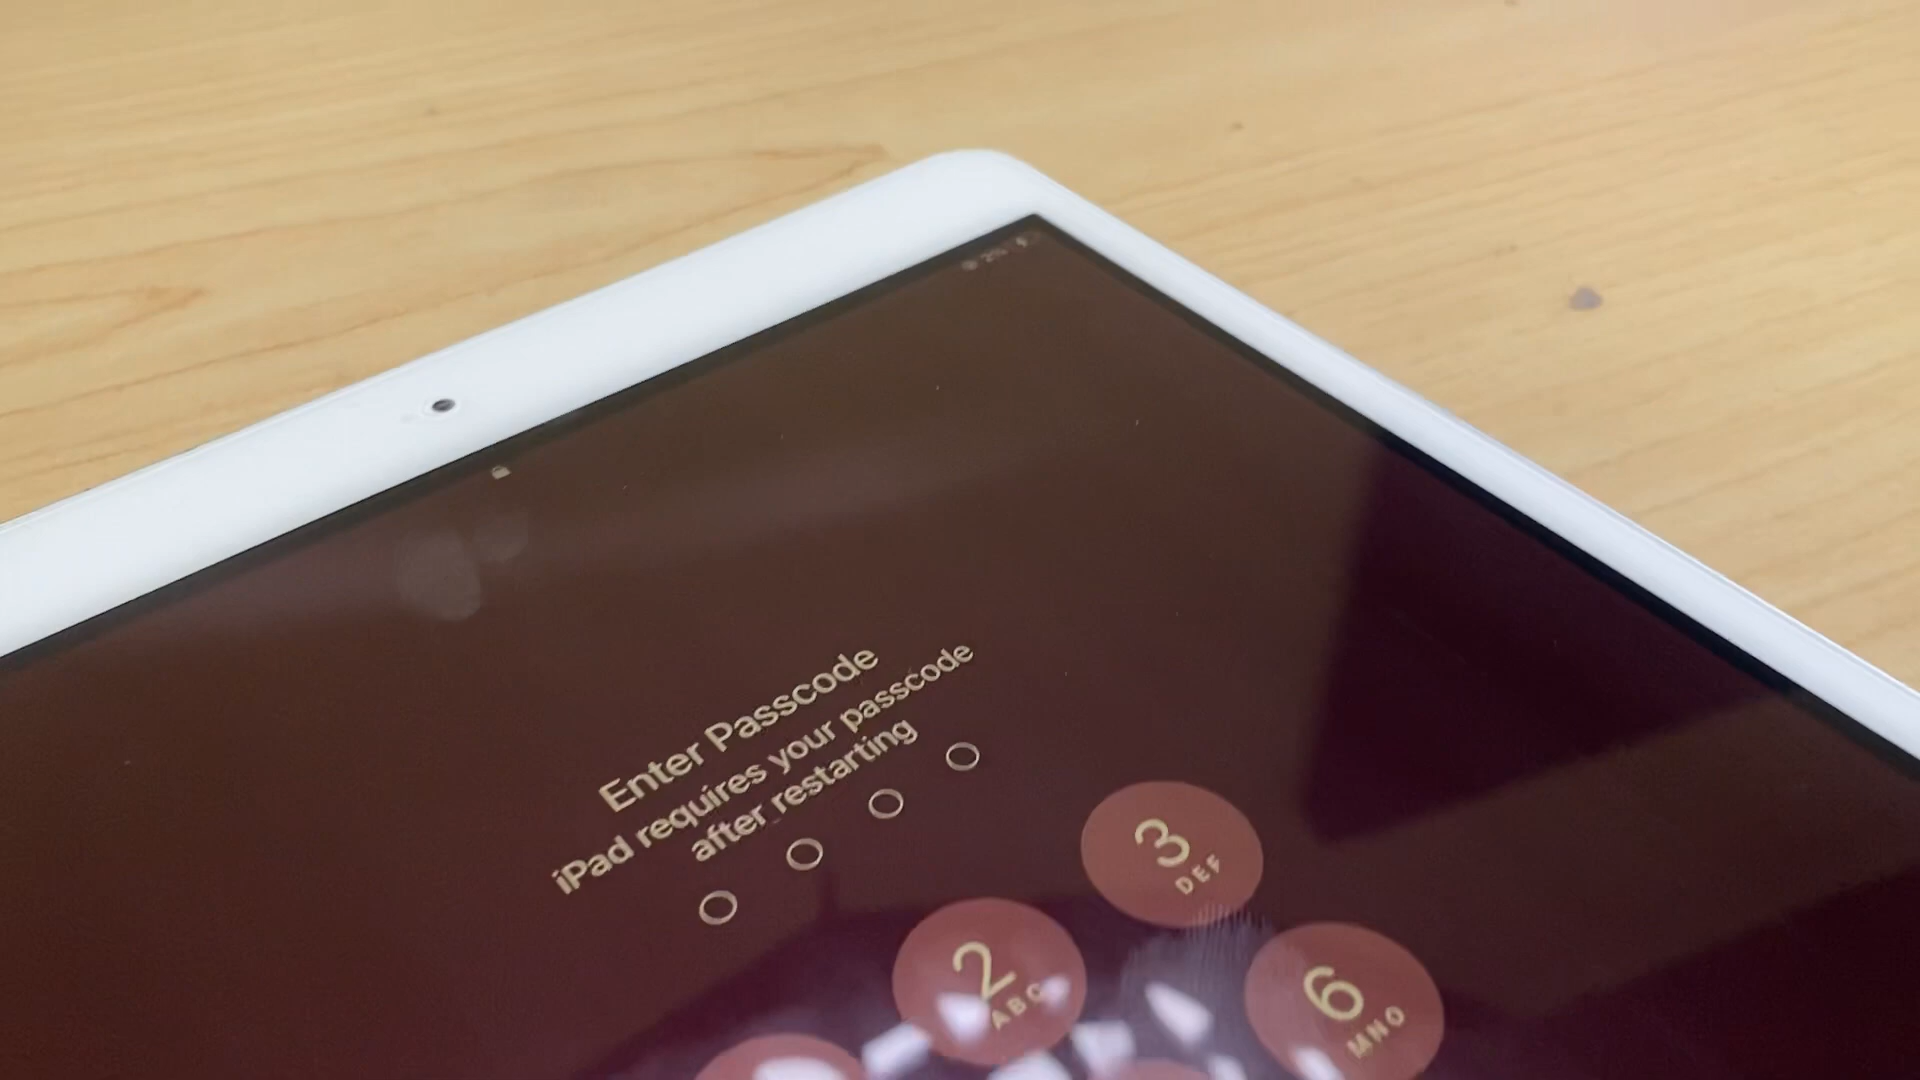 Enter Passcode
iPad requires your passcode
after restarting
3
DEF
2
ABC
6
MNO